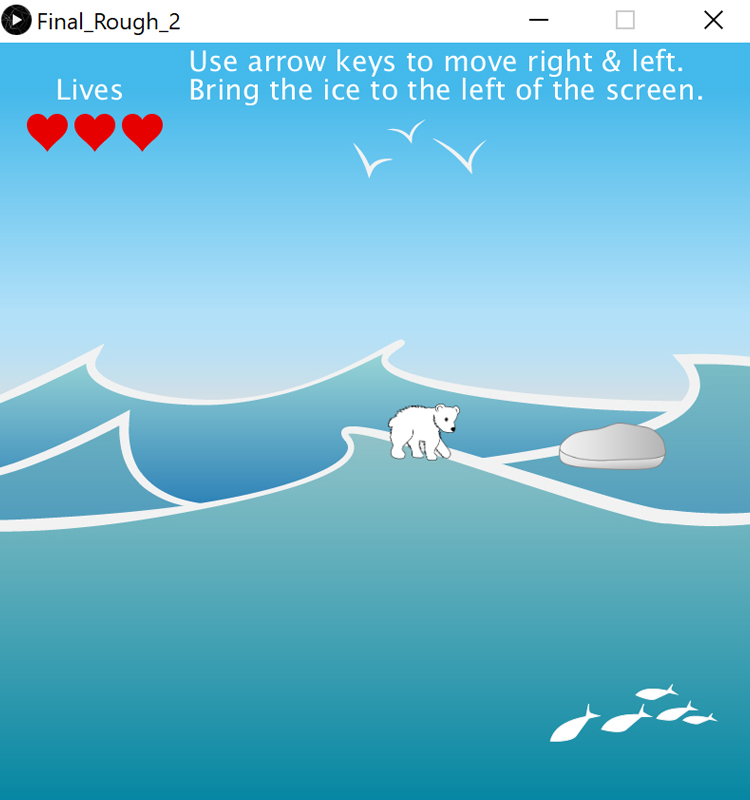 Final_Rough_2
Use arrow keys to move right & left.
Lives
Bring the ice to the left of the screen.